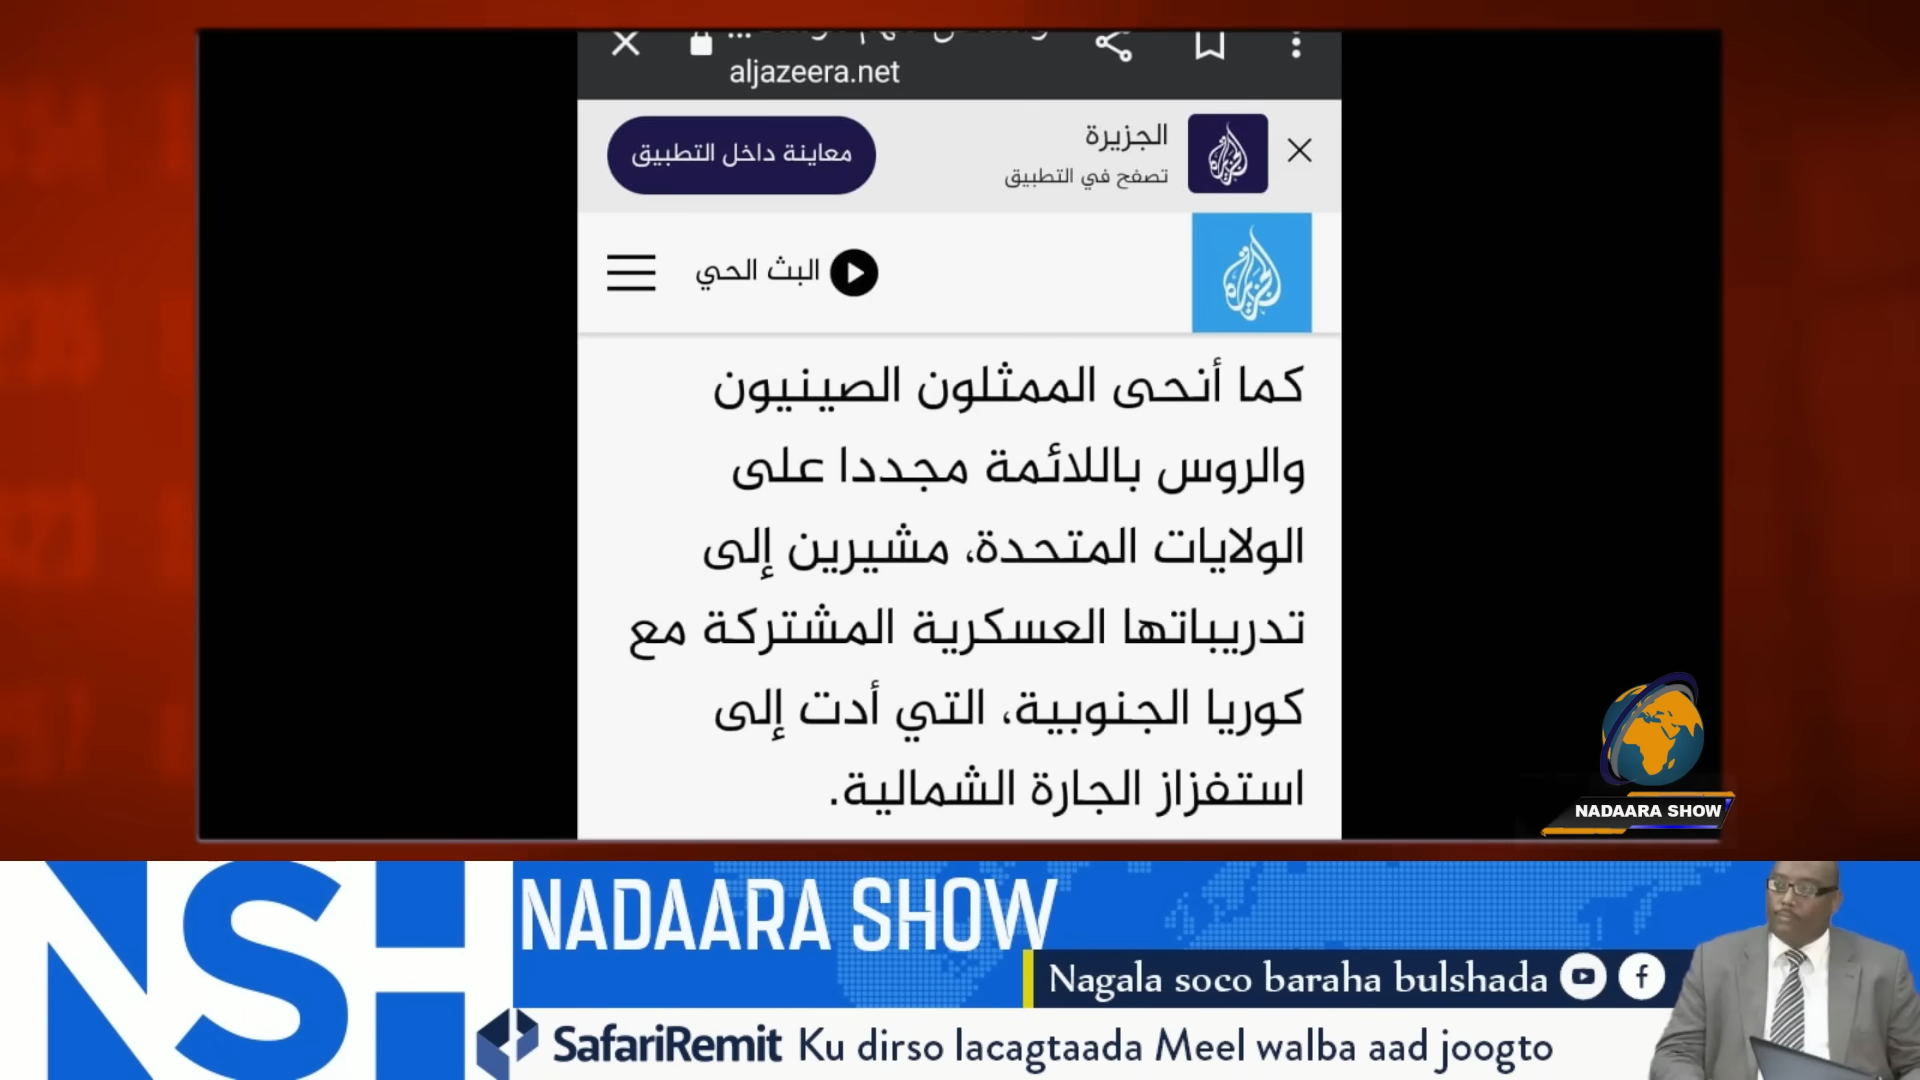 aljazeera.net
الجزيرة
تصفح في التطبيق
معاينة داخل التطبيق
البث الحي
كما أنحى الممثلون الصينيون
والروس باللائمة مجددا على
الولايات المتحدة، مشيرين إلى
تدريباتها العسكرية المشتركة مع
كوريا الجنوبية، التي أدت إلى
استفزاز الجارة الشمالية.
NADAARA SHOW
NSH
NADAARA SHOW
Nagala soco baraha bulshada
SafariRemit Ku dirso lacagtaada Meel walba aad joogto